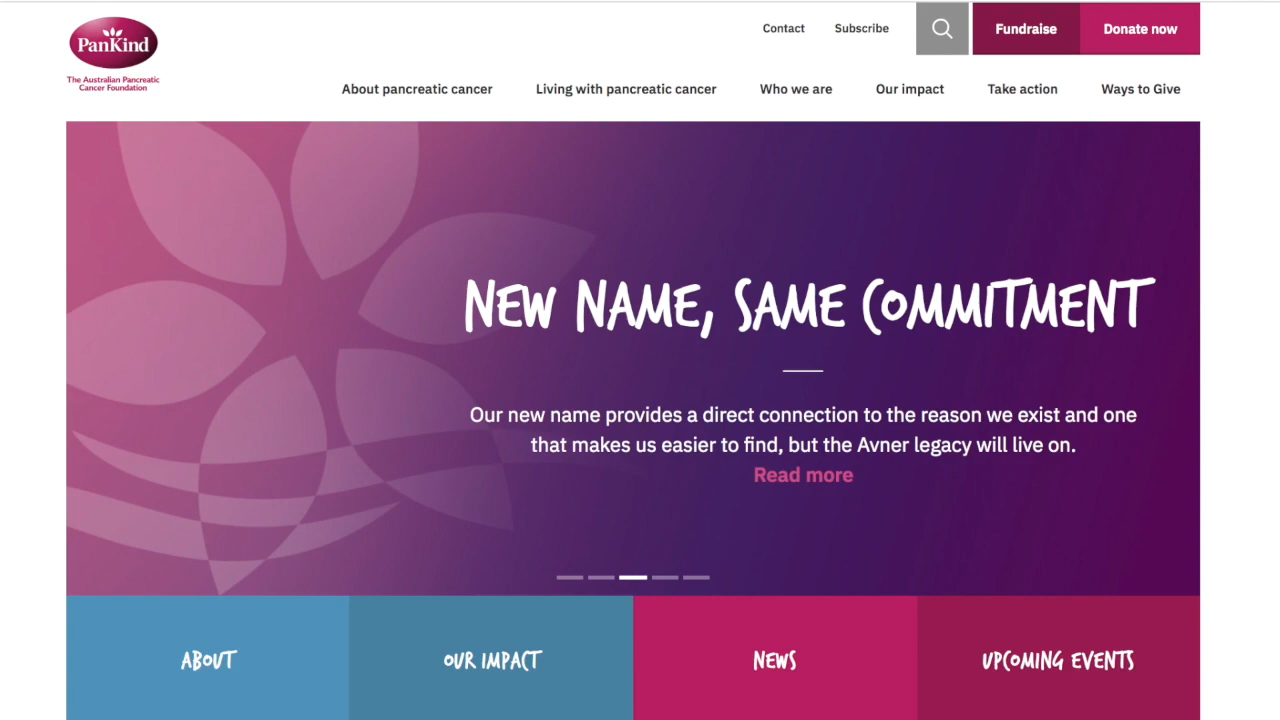 PanKind
The Australian Pancreatic
Cancer Foundation
Contact
Subscribe
Fundraise
Donate now
About pancreatic cancer
Living with pancreatic cancer
Who we are
Our impact
Take action
Ways to Give
NEW NAME, SAME COMMITMENT
Our new name provides a direct connection to the reason we exist and one
that makes us easier to find, but the Avner legacy will live on.
Read more
ABOUT
OUR IMPACT
NEWS
UPCOMING EVENTS